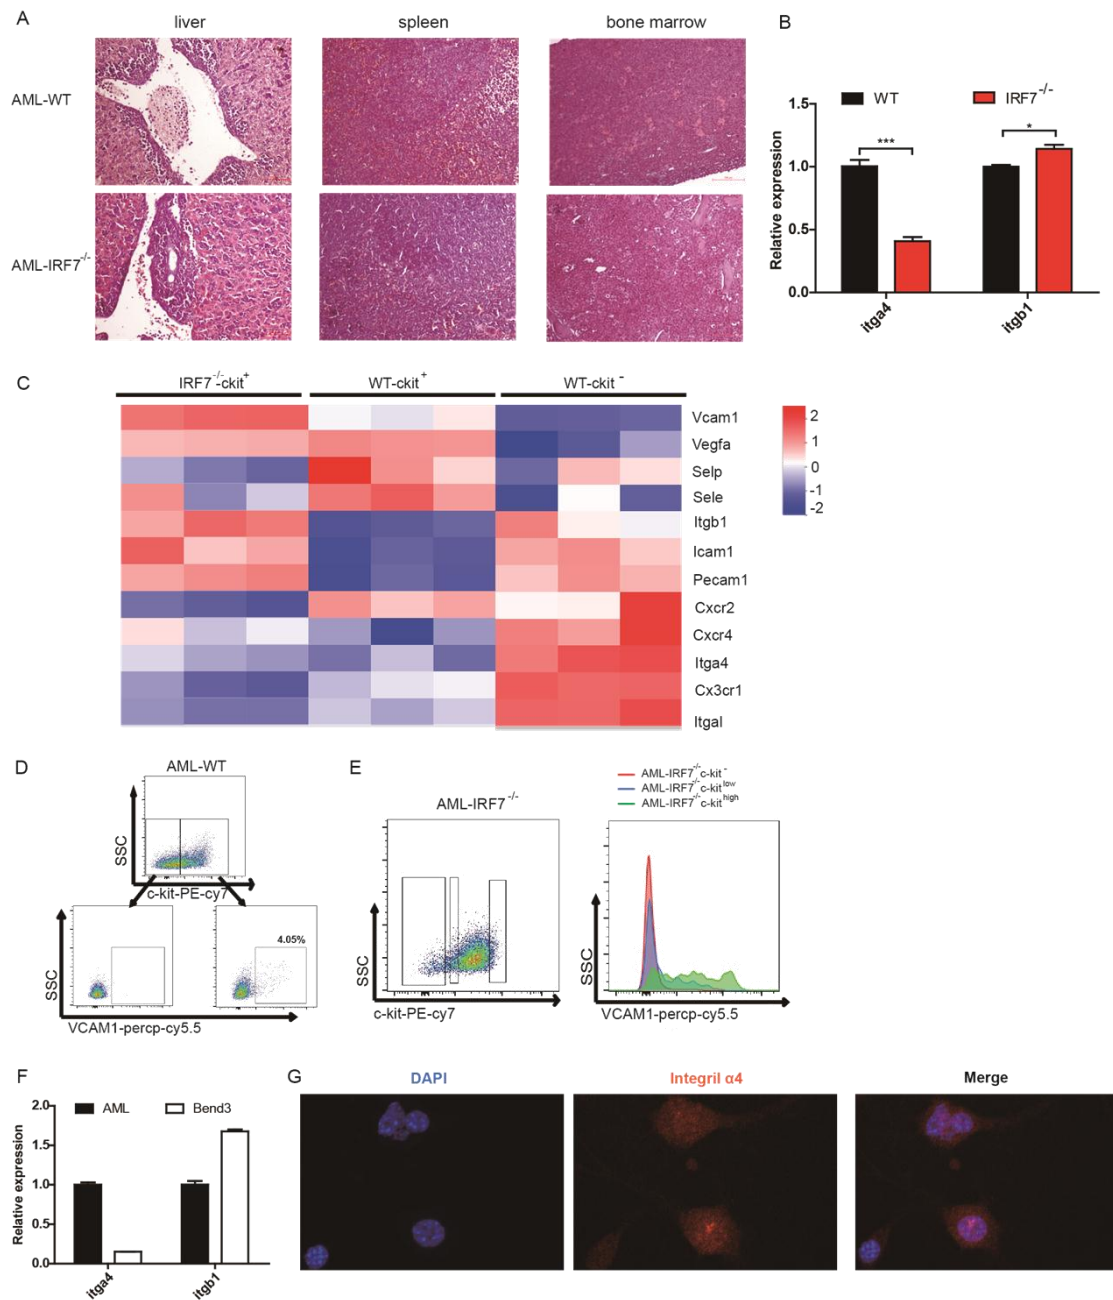 A
liver spleen bone marrow
AML-WT
AML-IRF7-/-
B
WT IRF7-/-
Relative expression
1.5
1.0
0.5
0.0
*** *
itga4 itgb1
C
IRF7-/--ckit+ WT-ckit+ WT-ckit-
Vcam1
Vegfa
Selp
Sele
Itgb1
Icam1
Pecam1
Cxcr2
Cxcr4
Itga4
Cx3cr1
Itgal
2
1
0
-1
-2
D
AML-WT
SSC
c-kit-PE-cy7
4.05%
SSC
VCAM1-percp-cy5.5
E
AML-IRF7-/-
SSC
c-kit-PE-cy7
AML-IRF7-/-c-kit-
AML-IRF7-/-c-kitlow
AML-IRF7-/-c-kithigh
SSC
VCAM1-percp-cy5.5
F
AML Bend3
Relative expression
2.0
1.5
1.0
0.5
0.0
itga4 itgb1
G
DAPI Integril α4 Merge